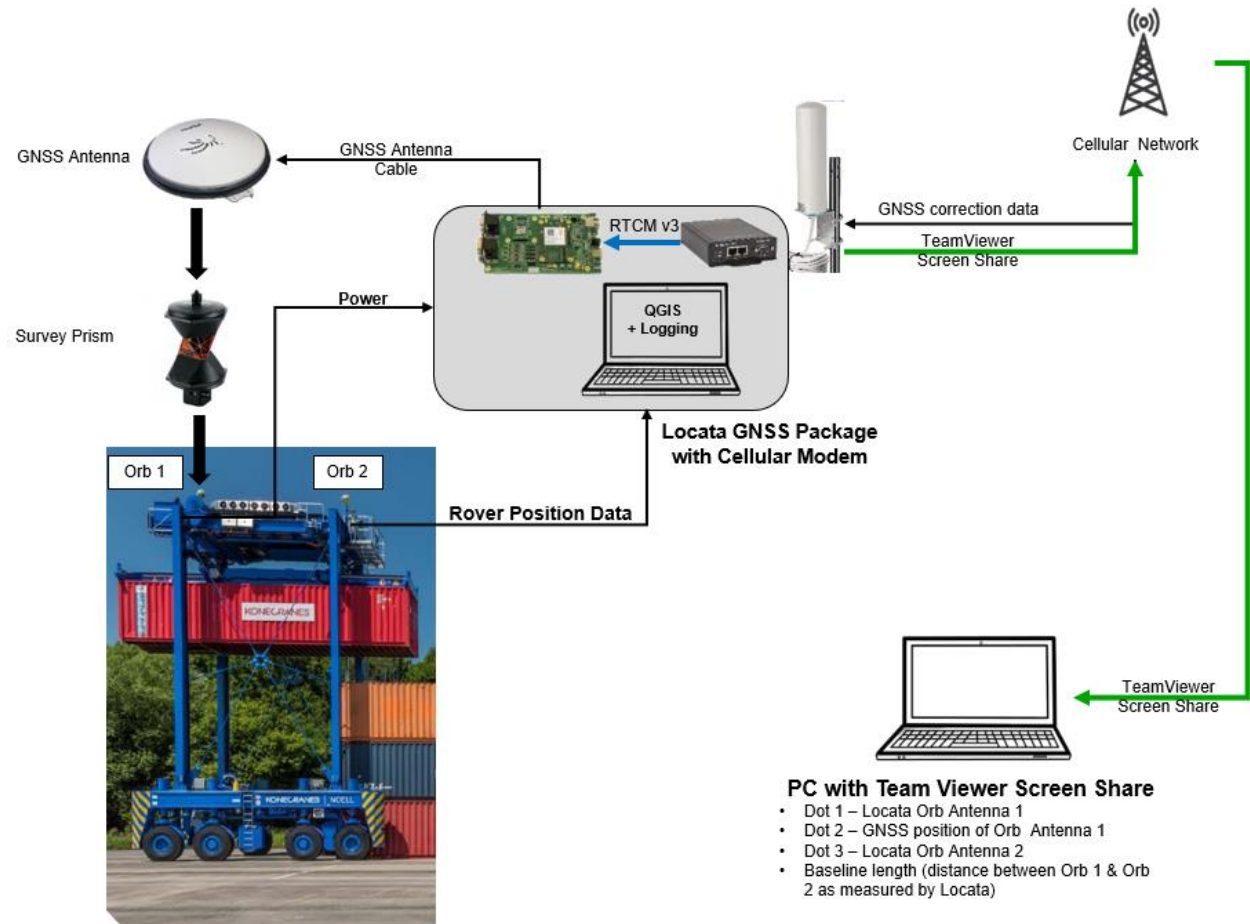 Cellular Network
GNSS Antenna
GNSS Antenna
Cable
RTCM v3
GNSS correction data
TeamViewer
Screen Share
Survey Prism
Power
QGIS
+ Logging
Locata GNSS Package
with Cellular Modem
Orb 1
Orb 2
Rover Position Data
KONECRANES
KONECRANES | NOELL
TeamViewer
Screen Share
PC with Team Viewer Screen Share
• Dot 1 – Locata Orb Antenna 1
• Dot 2 – GNSS position of Orb Antenna 1
• Dot 3 – Locata Orb Antenna 2
• Baseline length (distance between Orb 1 & Orb
2 as measured by Locata)